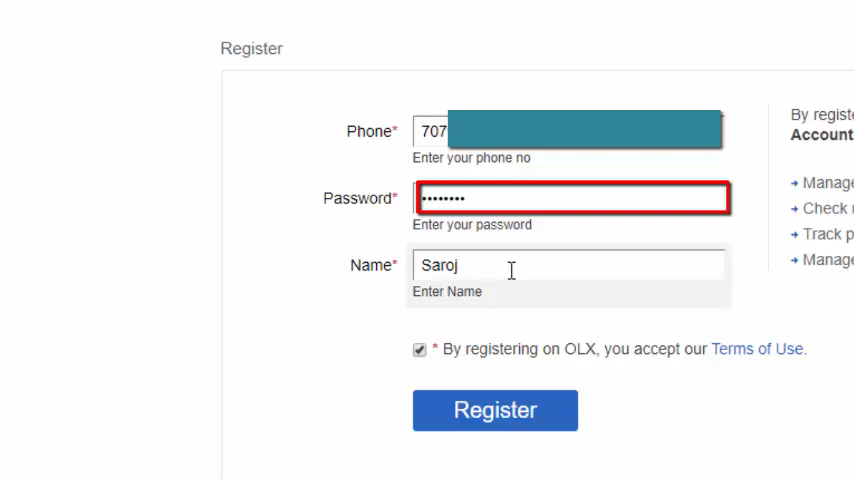 Register
Phone* 707
Enter your phone no
By registe
Account
Password* ••••••••
Enter your password
Manage
Check
Track p
Manage
Name* Saroj
Enter Name
* By registering on OLX, you accept our Terms of Use.
Register